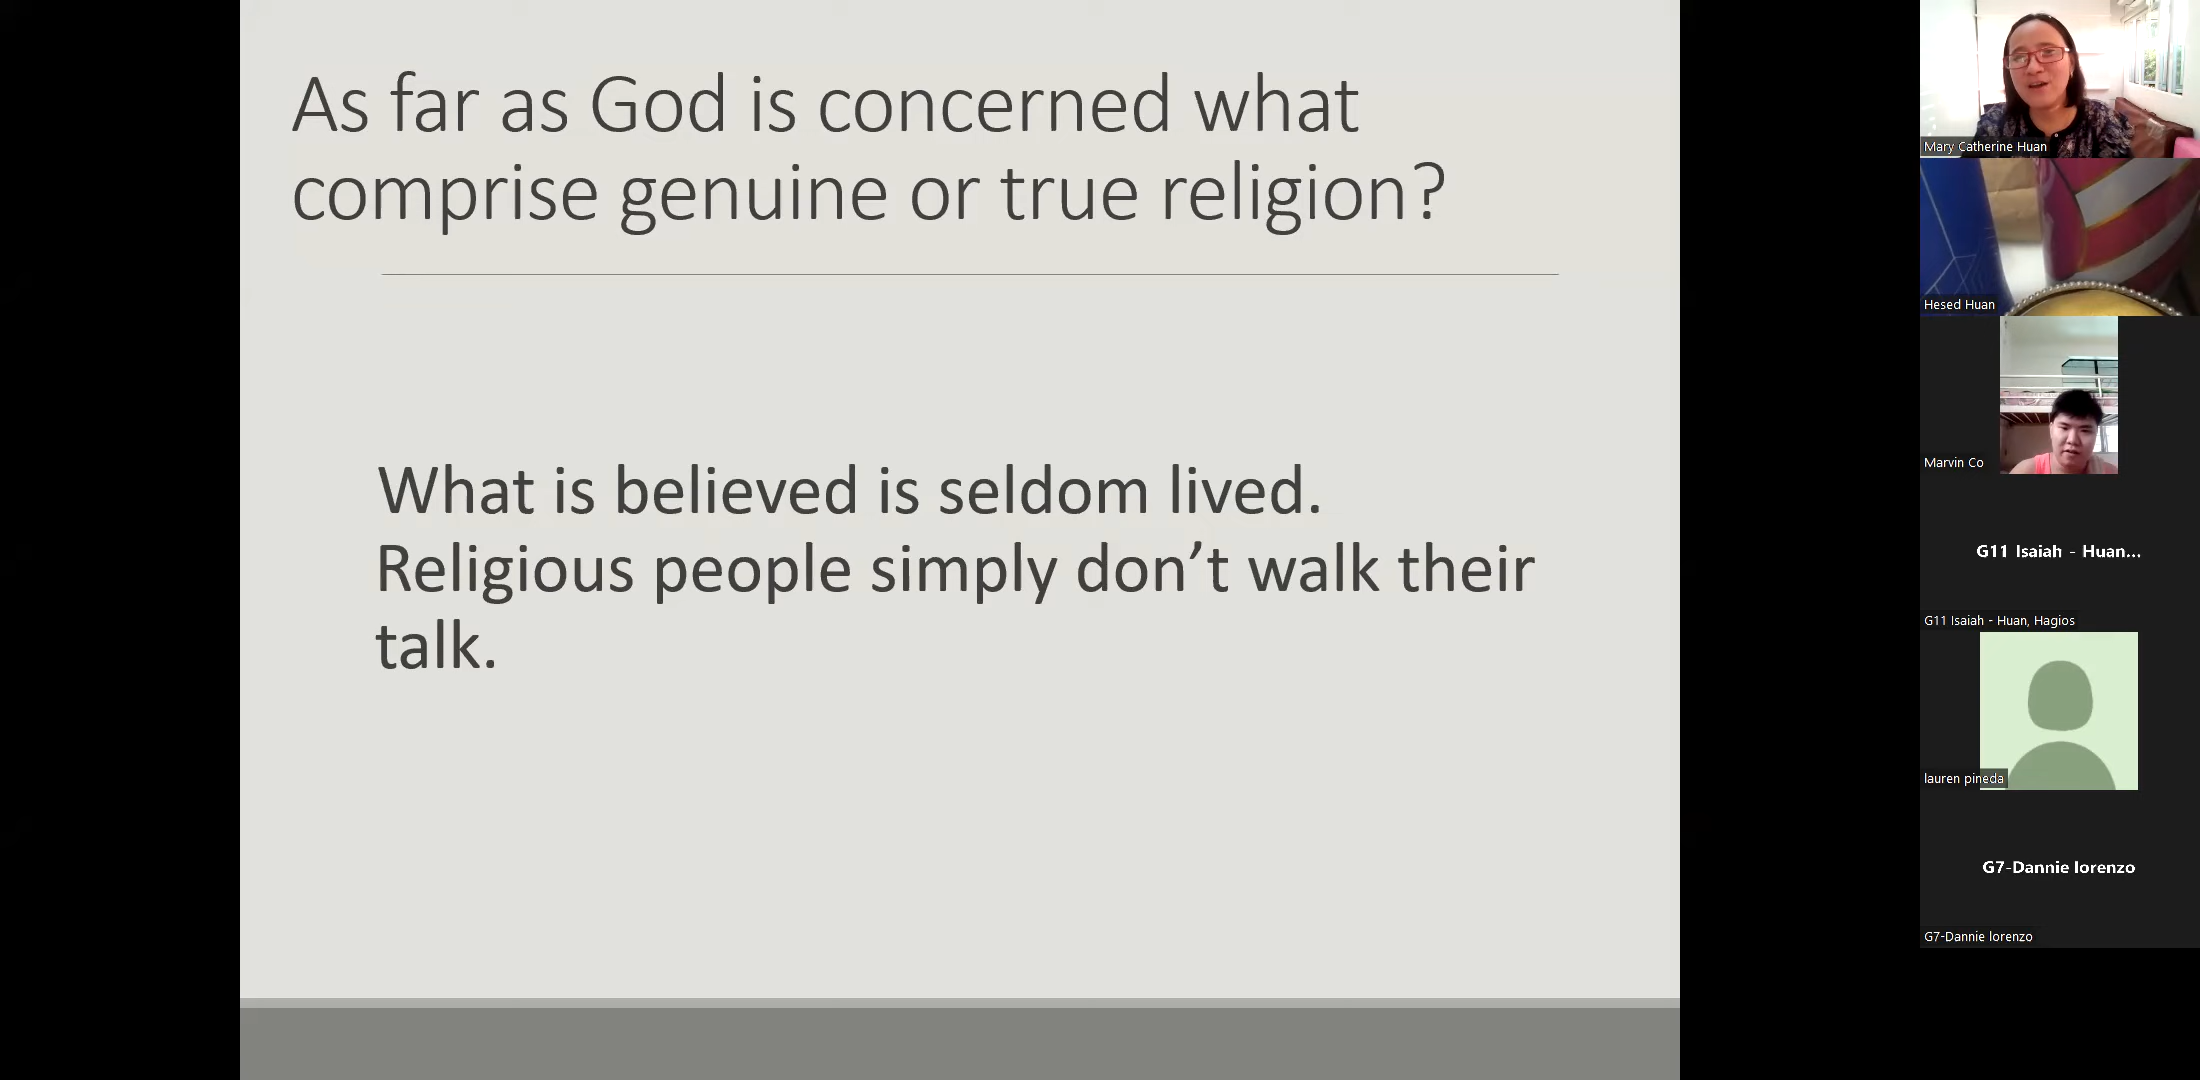 As far as God is concerned what
comprise genuine or true religion?
What is believed is seldom lived.
Religious people simply don’t walk their
talk.
Mary Catherine Huan
Hesed Huan
Marvin Co
G11 Isaiah - Huan...
G11 Isaiah - Huan, Hagios
lauren pineda
G7-Dannie lorenzo
G7-Dannie lorenzo